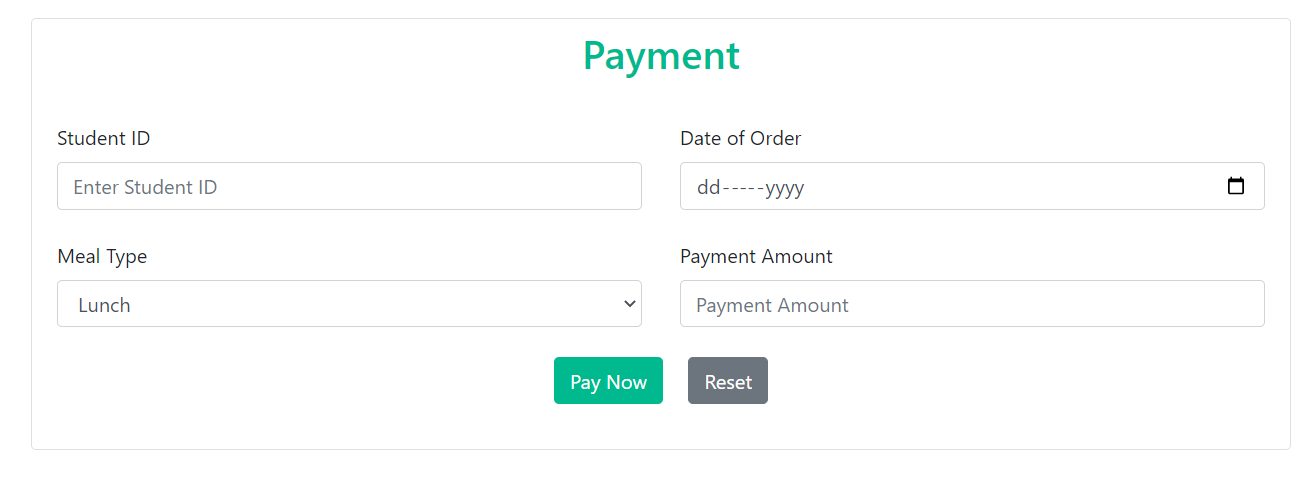 Payment
Student ID
Date of Order
Enter Student ID
dd-----yyyy
Meal Type
Payment Amount
Lunch
Payment Amount
Pay Now
Reset